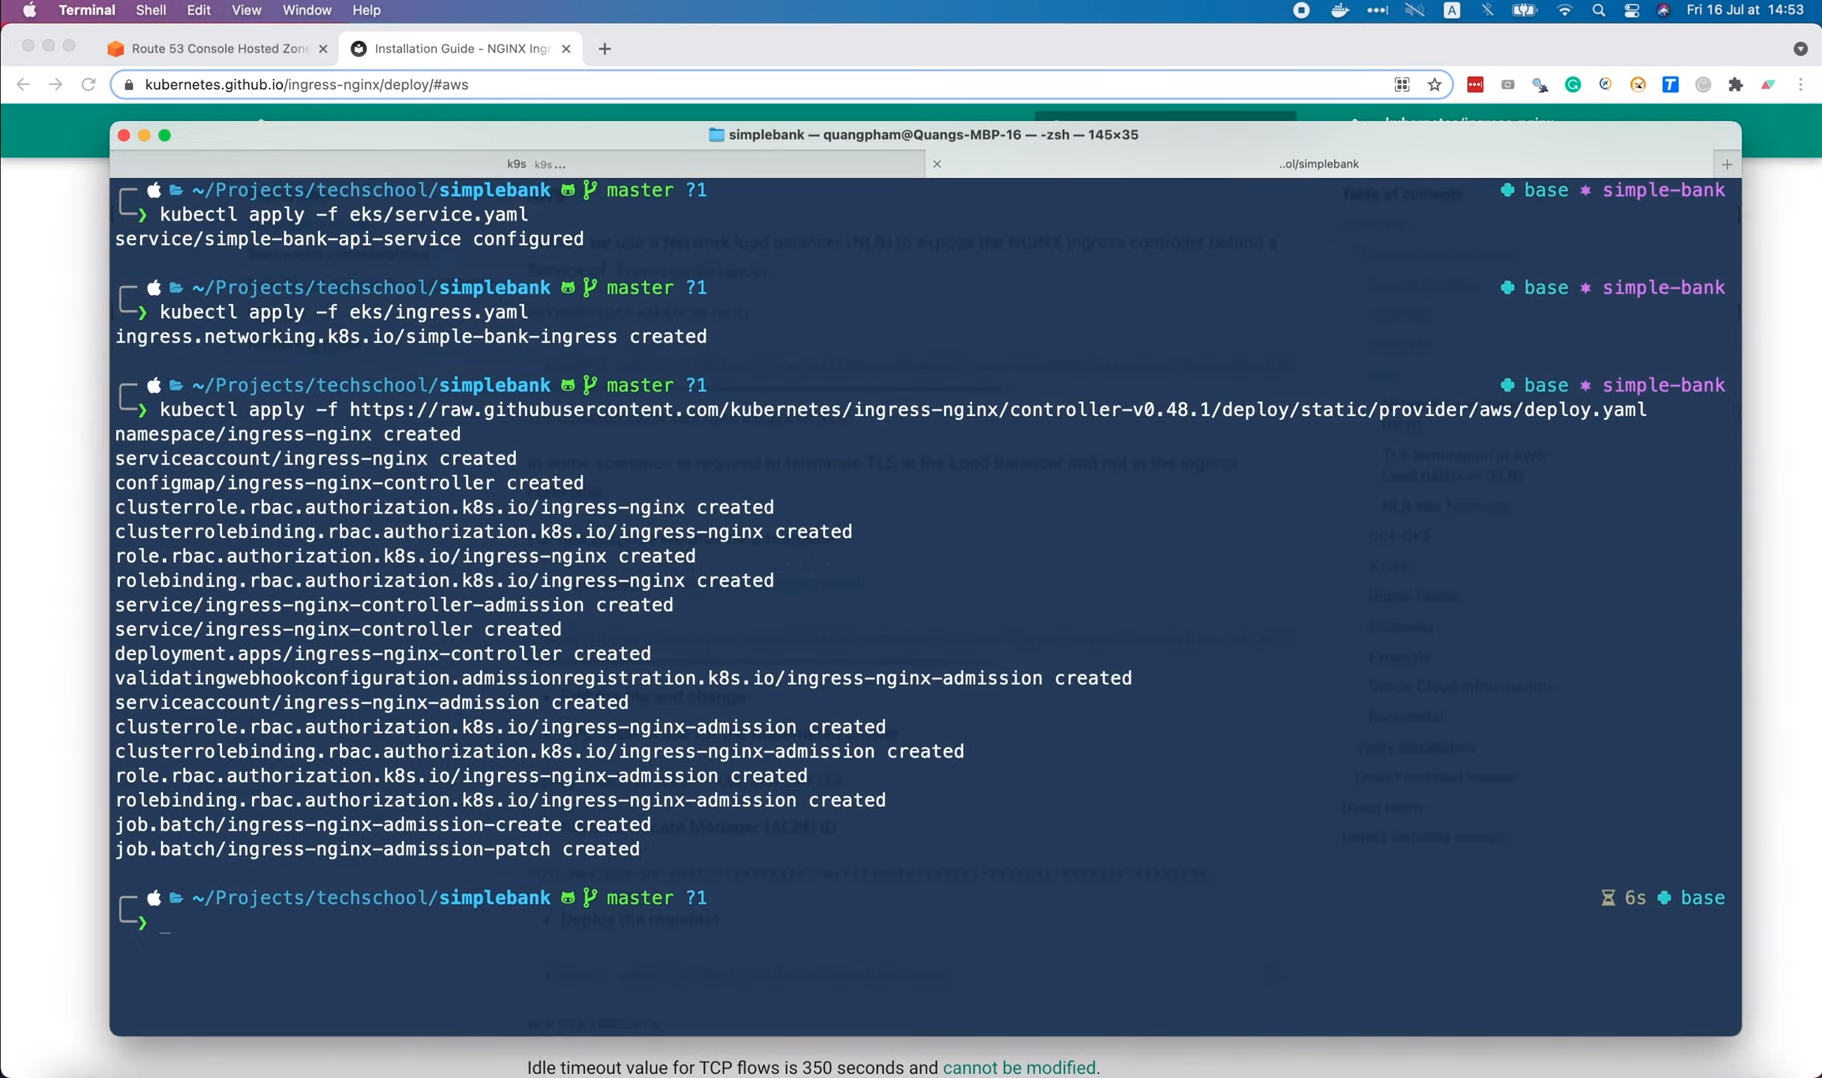 Terminal Shell Edit View Window Help Fri 16 Jul at 14:53
Route 53 Console Hosted Zone Installation Guide - NGINX Ing
kubernetes.github.io/ingress-nginx/deploy/#aws
simplebank — quangpham@Quangs-MBP-16 — -zsh — 145×35
k9s k9s... ..ol/simplebank
~/Projects/techschool/simplebank master ?1 base simple-bank
❯ kubectl apply -f eks/service.yaml
service/simple-bank-api-service configured
~/Projects/techschool/simplebank master ?1 base simple-bank
❯ kubectl apply -f eks/ingress.yaml
ingress.networking.k8s.io/simple-bank-ingress created
~/Projects/techschool/simplebank master ?1 base simple-bank
❯ kubectl apply -f https://raw.githubusercontent.com/kubernetes/ingress-nginx/controller-v0.48.1/deploy/static/provider/aws/deploy.yaml
namespace/ingress-nginx created
serviceaccount/ingress-nginx created
configmap/ingress-nginx-controller created
clusterrole.rbac.authorization.k8s.io/ingress-nginx created
clusterrolebinding.rbac.authorization.k8s.io/ingress-nginx created
role.rbac.authorization.k8s.io/ingress-nginx created
rolebinding.rbac.authorization.k8s.io/ingress-nginx created
service/ingress-nginx-controller-admission created
service/ingress-nginx-controller created
deployment.apps/ingress-nginx-controller created
validatingwebhookconfiguration.admissionregistration.k8s.io/ingress-nginx-admission created
serviceaccount/ingress-nginx-admission created
clusterrole.rbac.authorization.k8s.io/ingress-nginx-admission created
clusterrolebinding.rbac.authorization.k8s.io/ingress-nginx-admission created
role.rbac.authorization.k8s.io/ingress-nginx-admission created
rolebinding.rbac.authorization.k8s.io/ingress-nginx-admission created
job.batch/ingress-nginx-admission-create created
job.batch/ingress-nginx-admission-patch created
~/Projects/techschool/simplebank master ?1 6s base
❯ _
Idle timeout value for TCP flows is 350 seconds and cannot be modified.